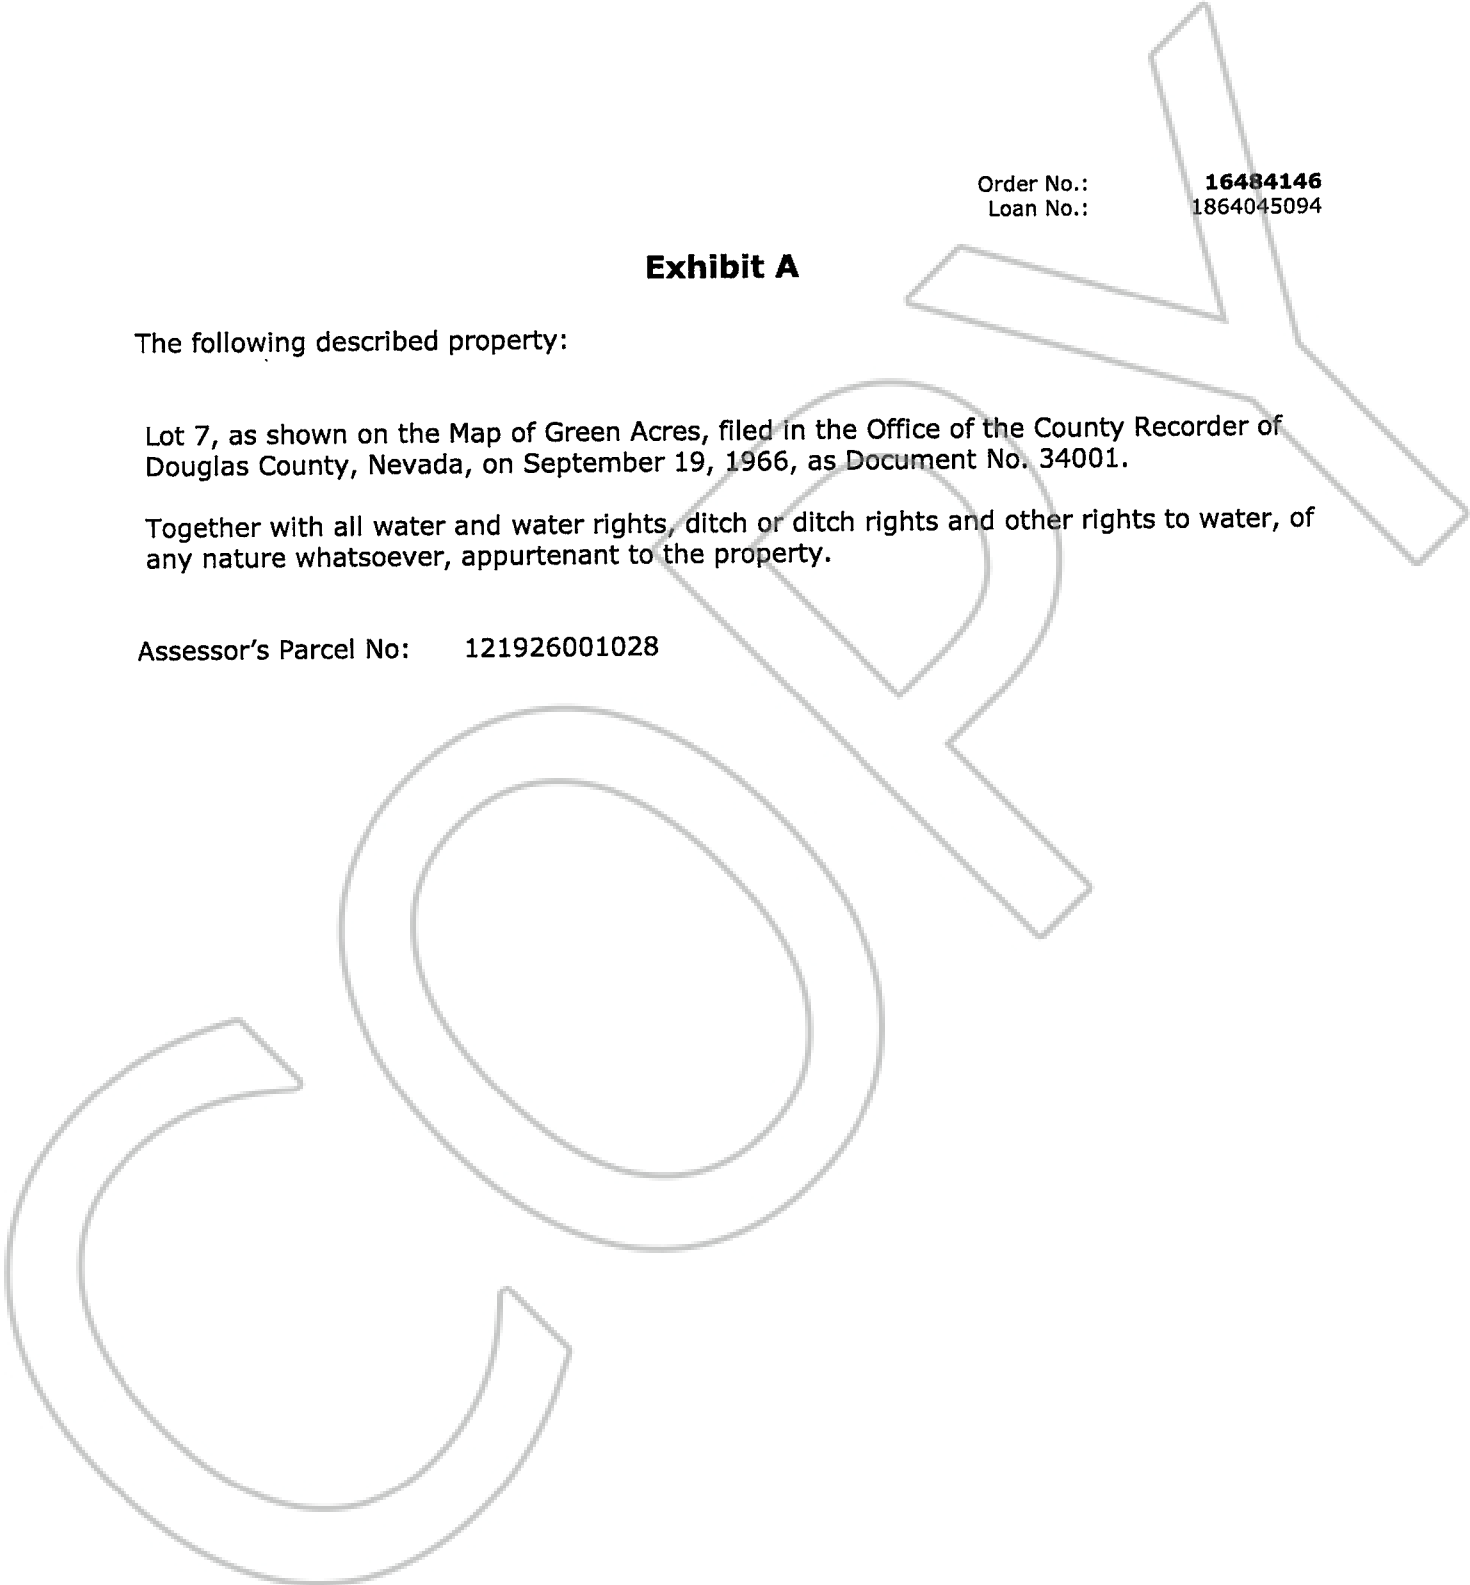 Order No.: 16484146
Loan No.: 1864045094
Exhibit A
The following described property:
Lot 7, as shown on the Map of Green Acres, filed in the Office of the County Recorder of
Douglas County, Nevada, on September 19, 1966, as Document No. 34001.
Together with all water and water rights, ditch or ditch rights and other rights to water, of
any nature whatsoever, appurtenant to the property.
Assessor's Parcel No: 121926001028
COPY